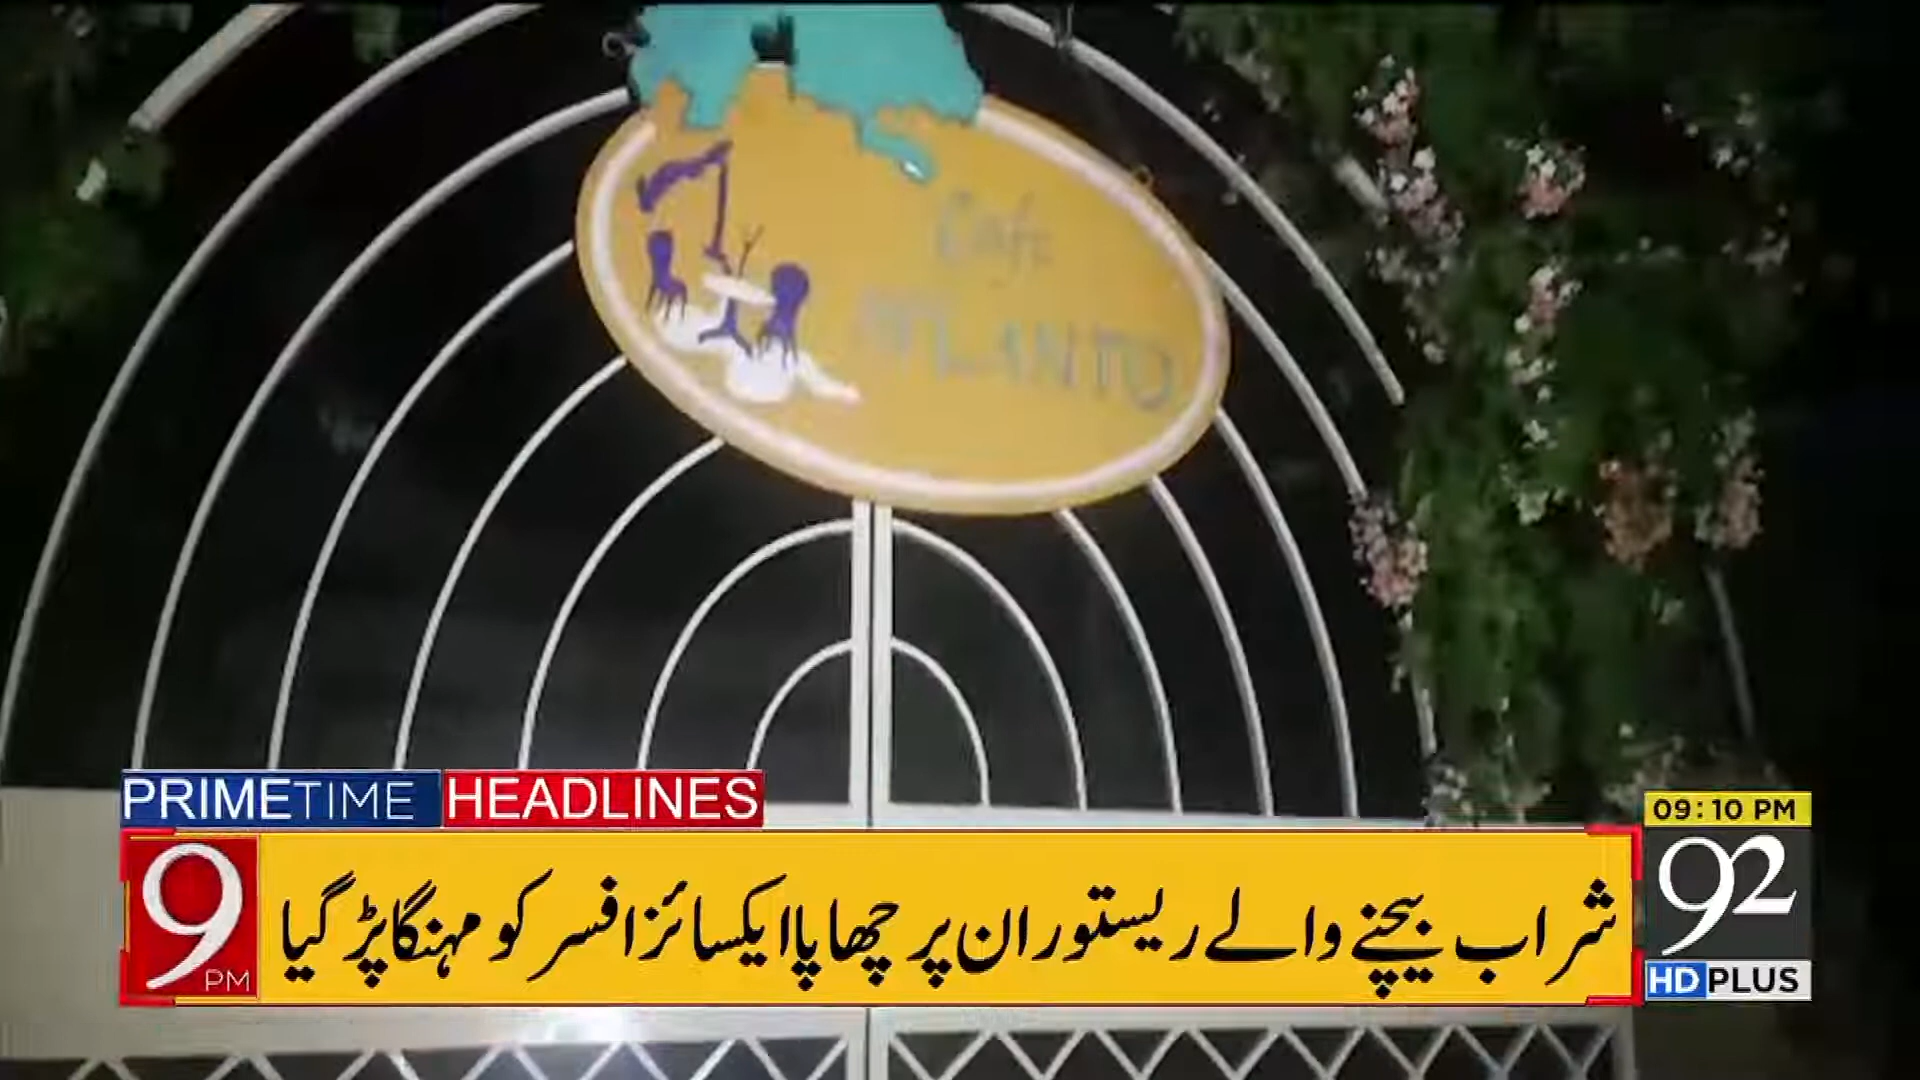 Cafe
PRIMETIME HEADLINES
09:10 PM
92
HD PLUS
9 PM
شراب بیچنے والے ریستوران پر چھاپا ایکسائز افسر کو مہنگا پڑ گیا